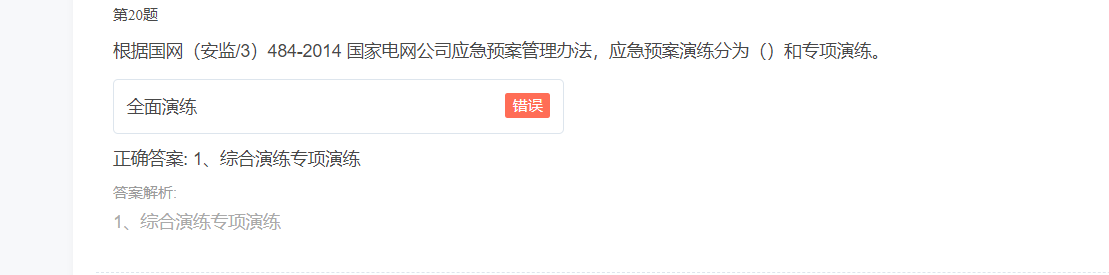 第20题
根据国网（安监/3）484-2014 国家电网公司应急预案管理办法，应急预案演练分为（）和专项演练。
全面演练
错误
正确答案: 1、综合演练专项演练
答案解析:
1、综合演练专项演练